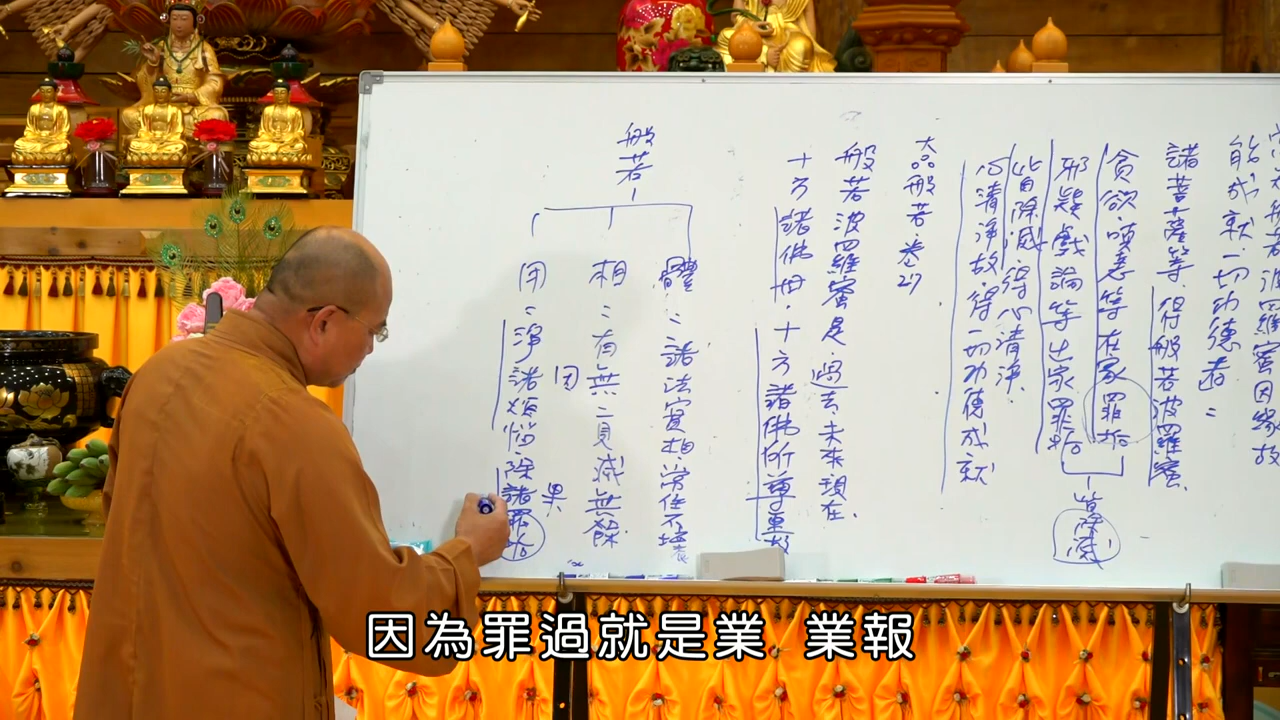 能成就一切功德者=
諸菩薩等、得般若波羅蜜、
貪欲嗔恚等在家罪垢
邪疑戲論等出家罪垢
皆除滅
皆除滅、得心清淨、
心清淨故、得一切功德成就
大品般若卷27
般若波羅蜜是過去未來現在
十方諸佛母、十方諸佛所尊重故
般若
體=諸法實相常住不壞
相=有無二見滅無餘
用=淨諸煩惱除諸罪垢
因
果
因為罪過就是業 業報